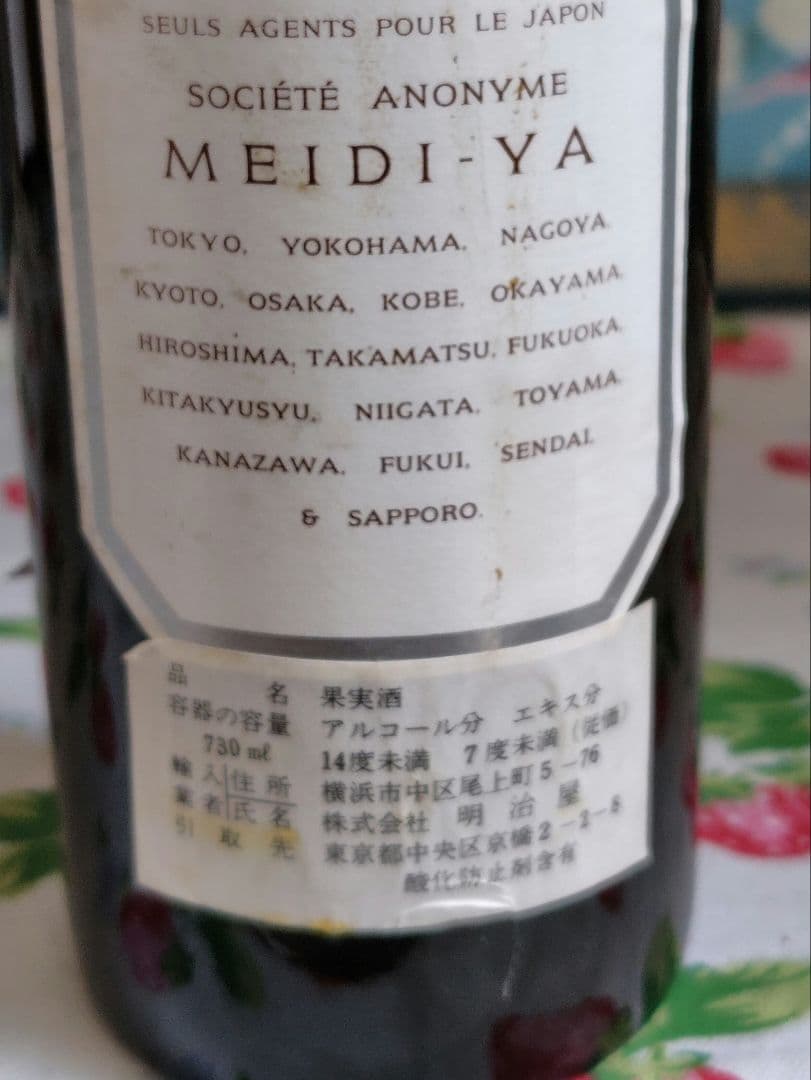 SEULS AGENTS POUR LE JAPON
SOCIÉTÉ ANONYME
MEIDI-YA
TOKYO, YOKOHAMA, NAGOYA,
KYOTO, OSAKA, KOBE, OKAYAMA,
HIROSHIMA, TAKAMATSU, FUKUOKA,
KITAKYUSYU, NIIGATA, TOYAMA,
KANAZAWA, FUKUI, SENDAI,
& SAPPORO.
品名 果実酒
容器の容量 アルコール分 エキス分
730㎖ 14度未満 7度未満(従価)
輸入 住所 横浜市中区尾上町5-76
業者 氏名 株式会社 明治屋
引取先 東京都中央区京橋2-2-8
酸化防止剤含有